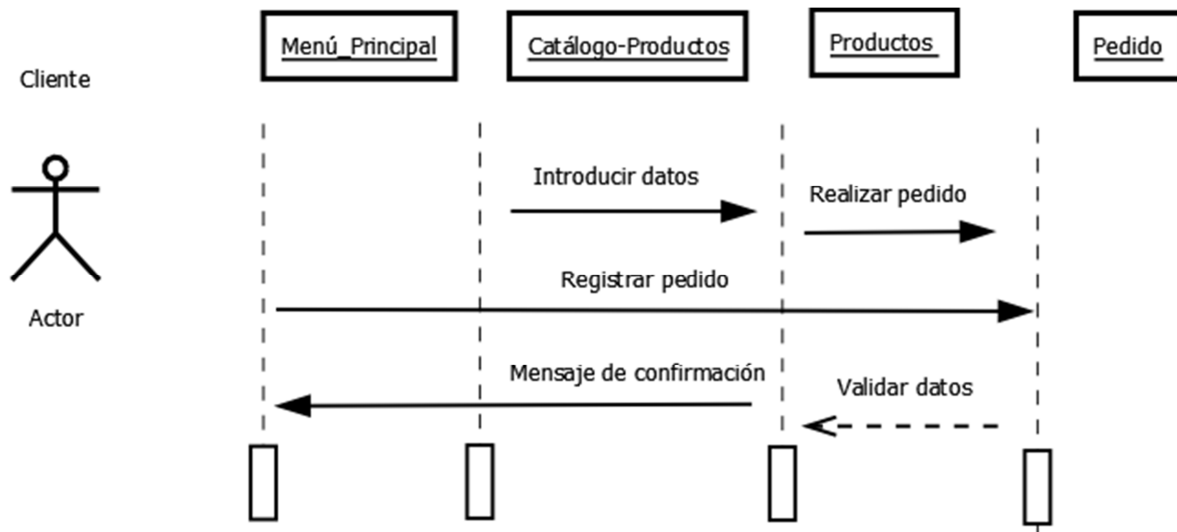 Menú_Principal
Catálogo-Productos
Productos
Pedido
Cliente
Introducir datos
Realizar pedido
Registrar pedido
Actor
Mensaje de confirmación
Validar datos